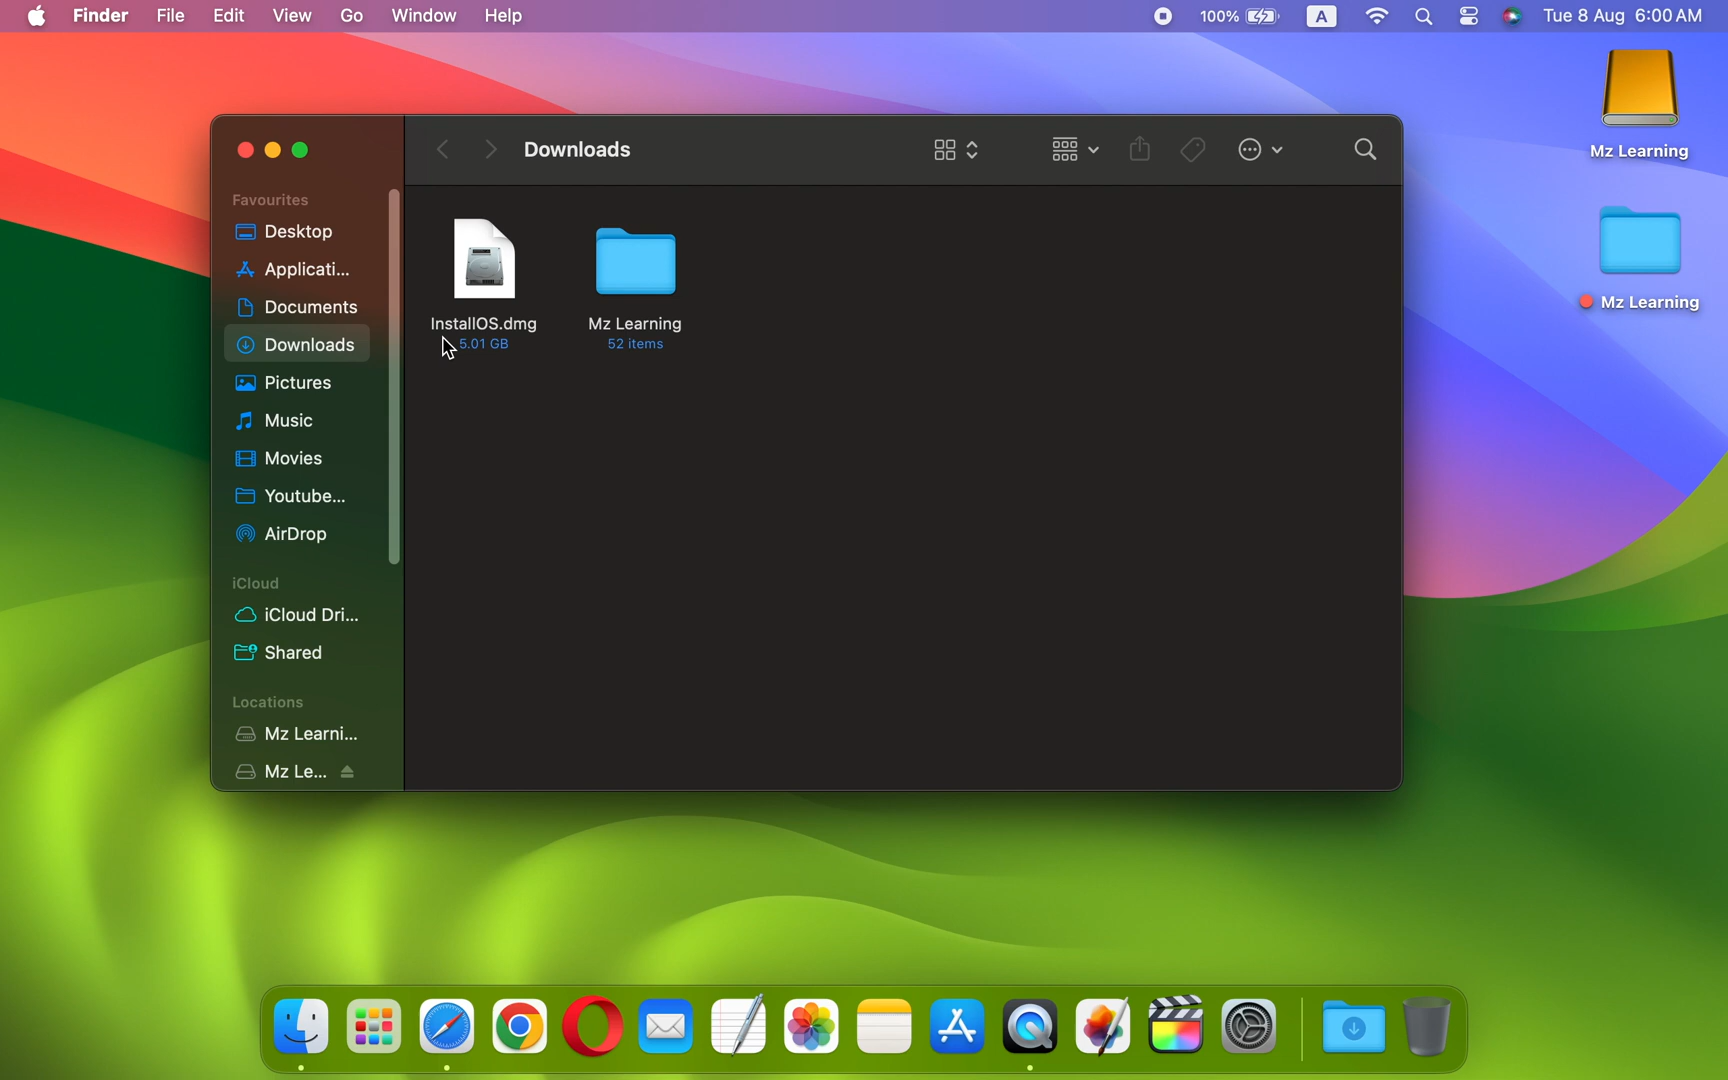 Finder File Edit View Go Window Help 100% A Tue 8 Aug 6:00 AM
Mz Learning
Mz Learning
Downloads
Favourites
Desktop
Applicati...
Documents
Downloads
Pictures
Music
Movies
Youtube...
AirDrop
iCloud
iCloud Dri...
Shared
Locations
Mz Learni...
Mz Le...
InstallOS.dmg
5.01 GB
Mz Learning
52 items